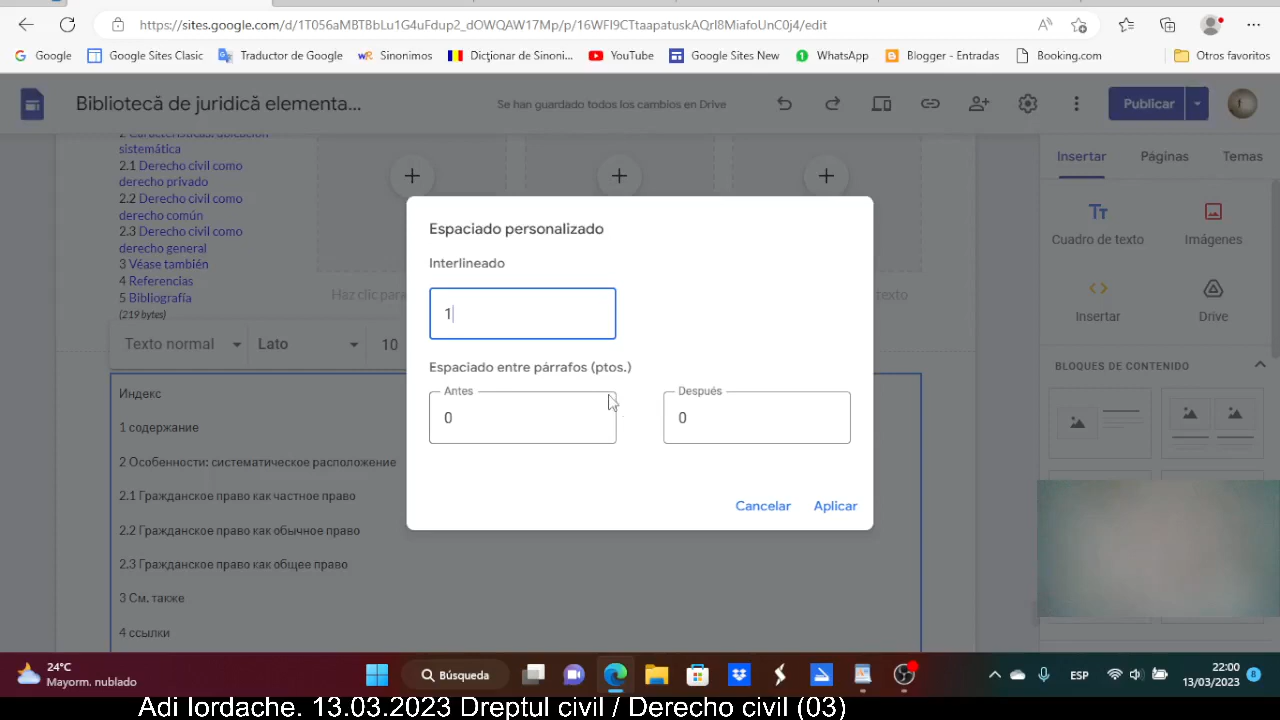 https://sites.google.com/d/1T056aMBTBbLu1G4uFdup2_dOWQAW17Mp/p/16WFI9CTtaapatuskAQrI8MiafoUnC0j4/edit
Google Google Sites Clasic Traductor de Google Sinonimos Dicționar de Sinoni... YouTube Google Sites New WhatsApp Blogger - Entradas Booking.com Otros favoritos
Bibliotecă de juridică elementa... Se han guardado todos los cambios en Drive Publicar
Insertar Páginas Temas
sistemática
2.1 Derecho civil como
derecho privado
2.2 Derecho civil como
derecho común
2.3 Derecho civil como
derecho general
3 Véase también
4 Referencias
5 Bibliografía
(219 bytes)
Haz clic para
texto
Texto normal Lato 10
Индекс
1 содержание
2 Особенности: систематическое расположение
2.1 Гражданское право как частное право
2.2 Гражданское право как обычное право
2.3 Гражданское право как общее право
3 См. также
4 ссылки
Espaciado personalizado
Interlineado
1
Espaciado entre párrafos (ptos.)
Antes Después
0 0
Cancelar Aplicar
Cuadro de texto Imágenes
Insertar Drive
BLOQUES DE CONTENIDO
24°C
Mayorm. nublado
Búsqueda
ESP
22:00
13/03/2023
8
Adi Iordache. 13.03.2023 Dreptul civil / Derecho civil (03)